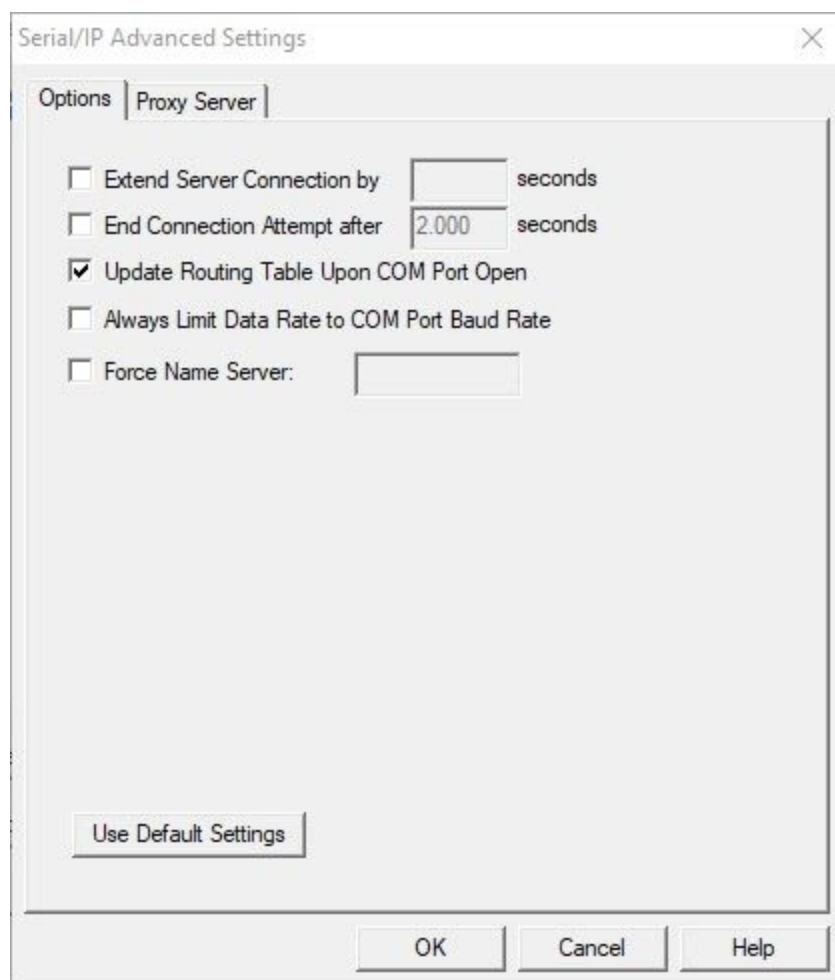 Serial/IP Advanced Settings
Options Proxy Server
Extend Server Connection by seconds
End Connection Attempt after 2.000 seconds
Update Routing Table Upon COM Port Open
Always Limit Data Rate to COM Port Baud Rate
Force Name Server:
Use Default Settings
OK Cancel Help